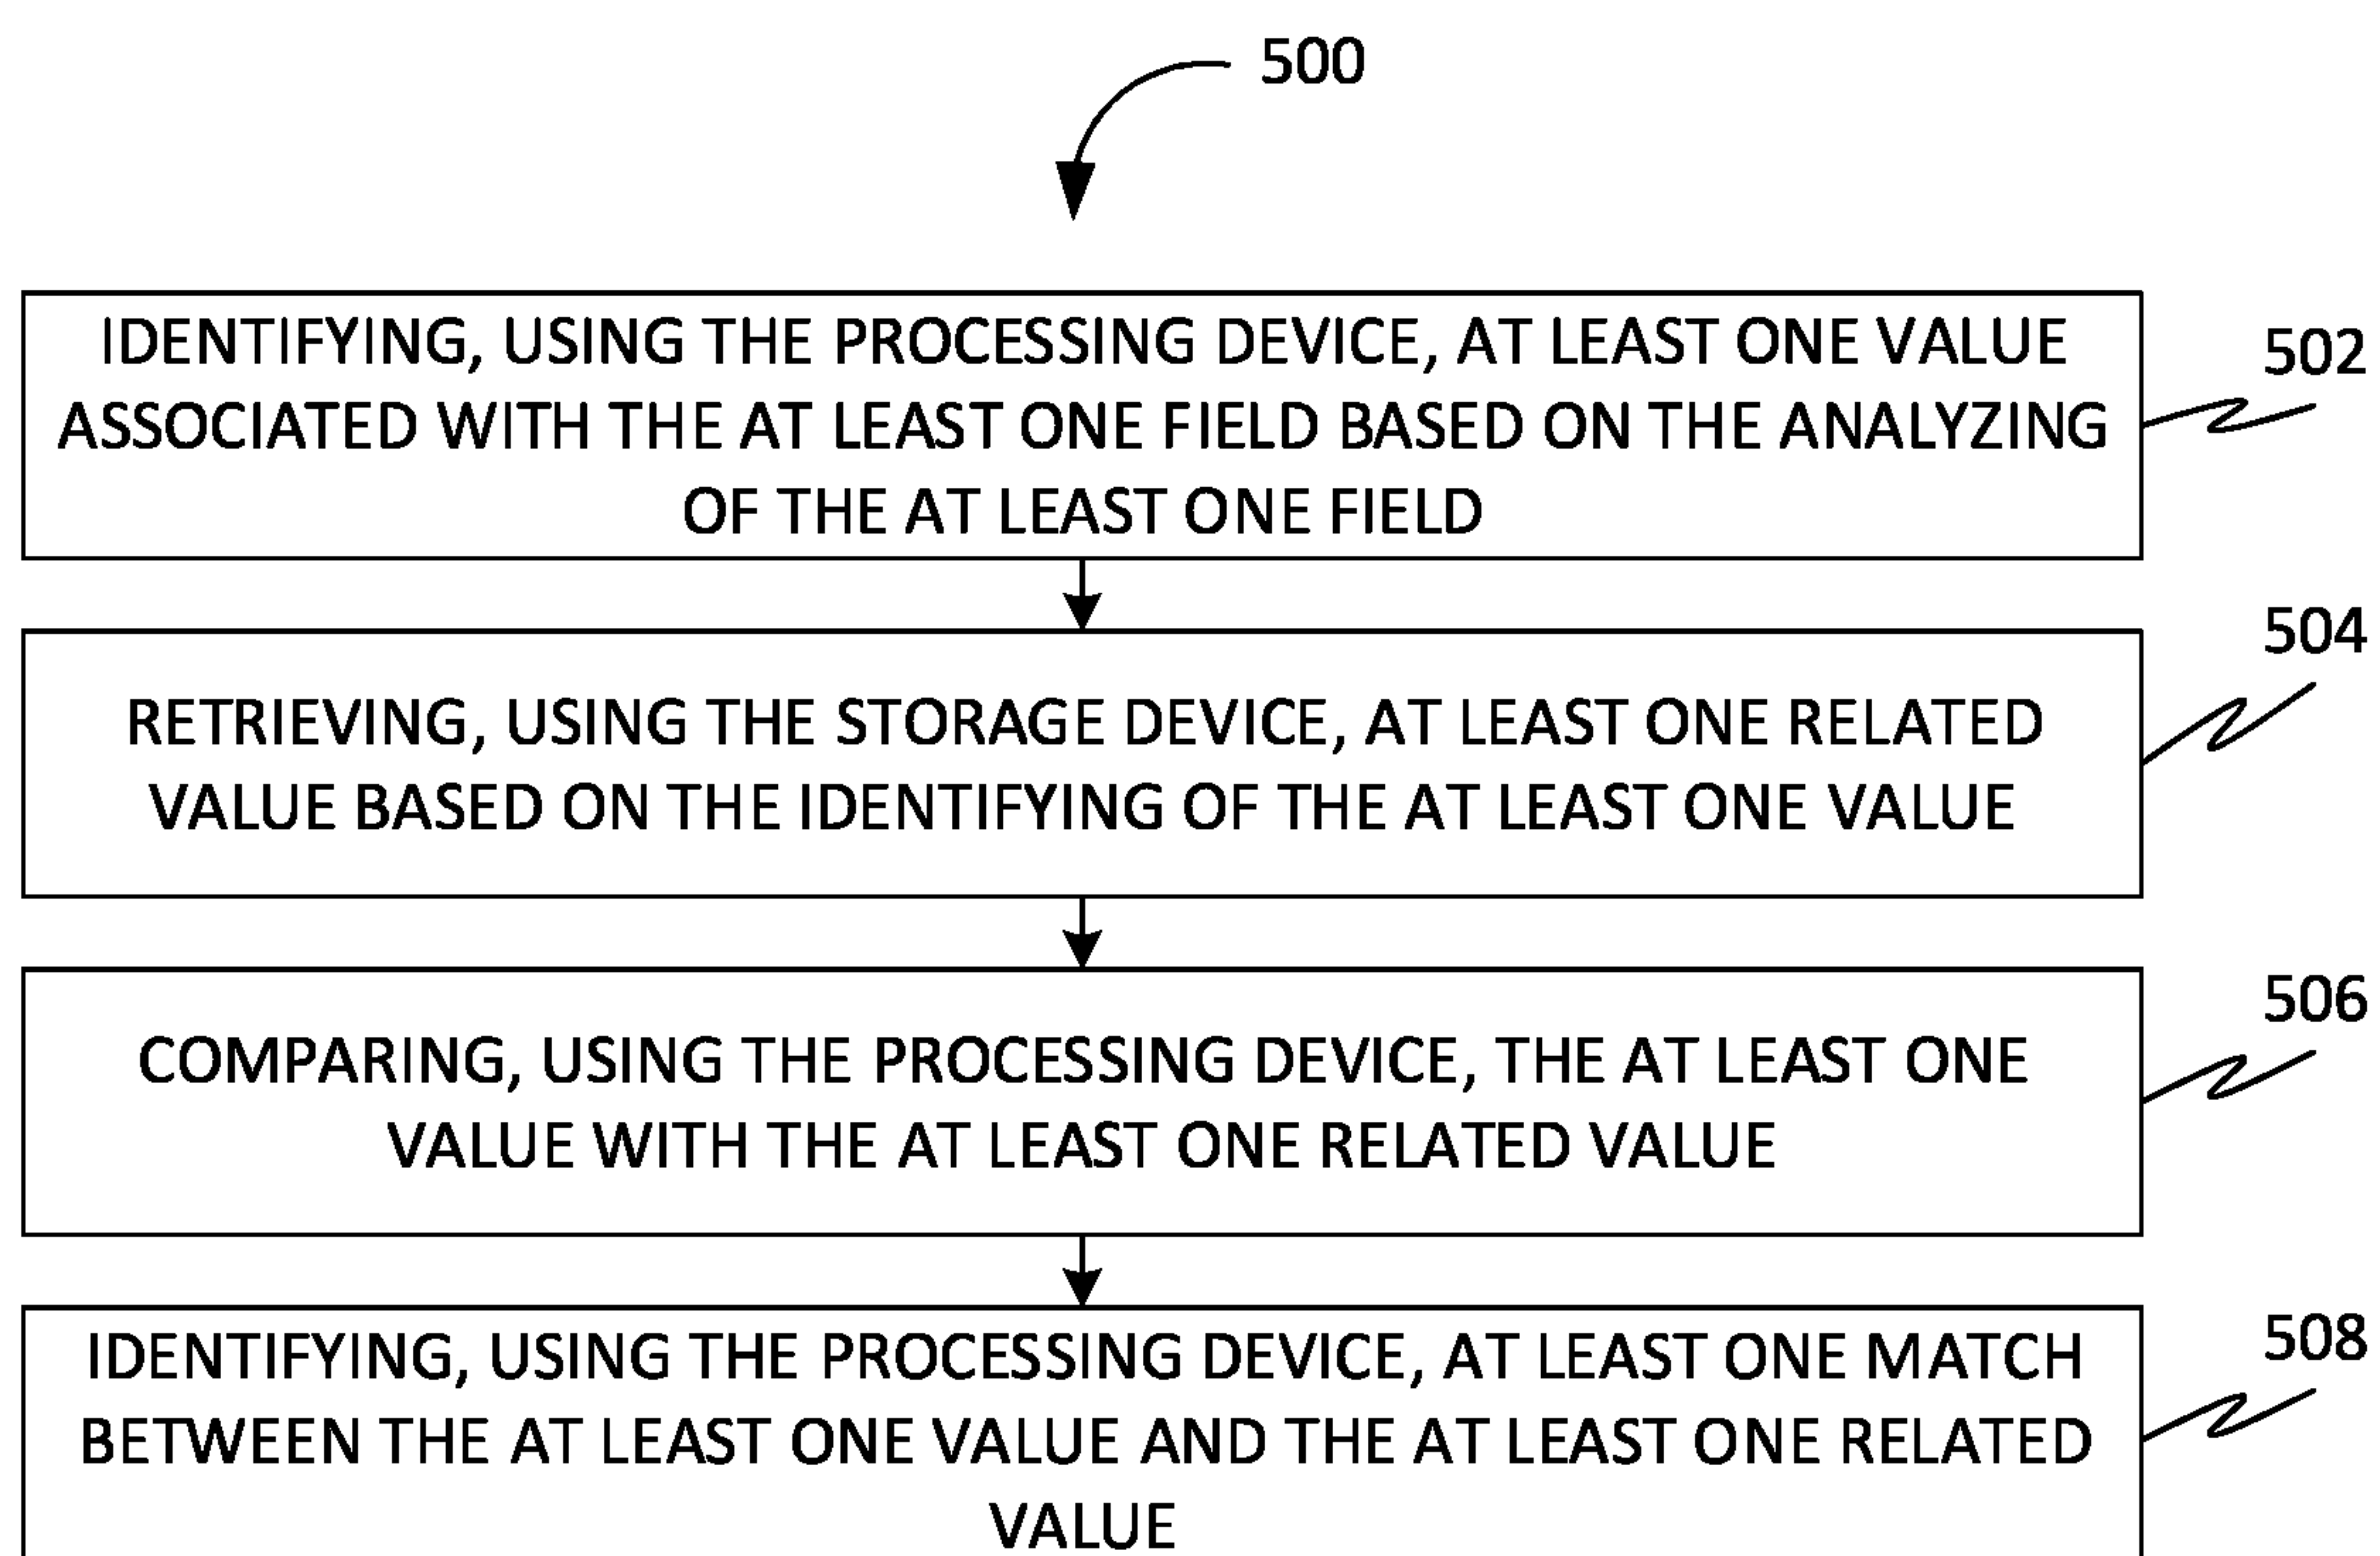 500
IDENTIFYING, USING THE PROCESSING DEVICE, AT LEAST ONE VALUE
ASSOCIATED WITH THE AT LEAST ONE FIELD BASED ON THE ANALYZING
OF THE AT LEAST ONE FIELD
502
RETRIEVING, USING THE STORAGE DEVICE, AT LEAST ONE RELATED
VALUE BASED ON THE IDENTIFYING OF THE AT LEAST ONE VALUE
504
COMPARING, USING THE PROCESSING DEVICE, THE AT LEAST ONE
VALUE WITH THE AT LEAST ONE RELATED VALUE
506
IDENTIFYING, USING THE PROCESSING DEVICE, AT LEAST ONE MATCH
BETWEEN THE AT LEAST ONE VALUE AND THE AT LEAST ONE RELATED
VALUE
508